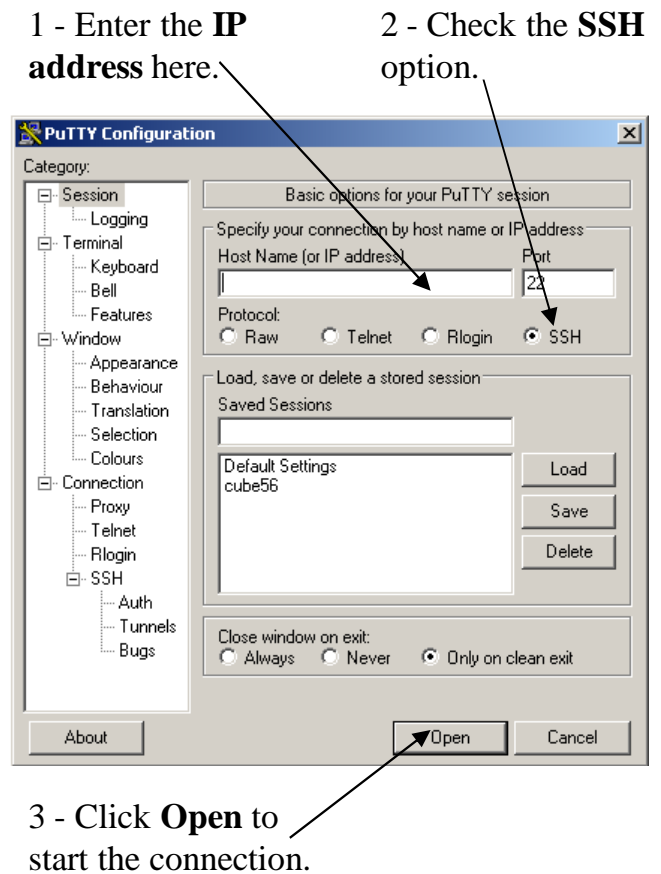 1 - Enter the IP
address here.
2 - Check the SSH
option.
PuTTY Configuration
Category:
Session
Logging
Terminal
Keyboard
Bell
Features
Window
Appearance
Behaviour
Translation
Selection
Colours
Connection
Proxy
Telnet
Rlogin
SSH
Auth
Tunnels
Bugs
Basic options for your PuTTY session
Specify your connection by host name or IP address
Host Name (or IP address) Port
22
Protocol:
Raw Telnet Rlogin SSH
Load, save or delete a stored session
Saved Sessions
Default Settings
cube56
Load
Save
Delete
Close window on exit:
Always Never Only on clean exit
About Open Cancel
3 - Click Open to
start the connection.